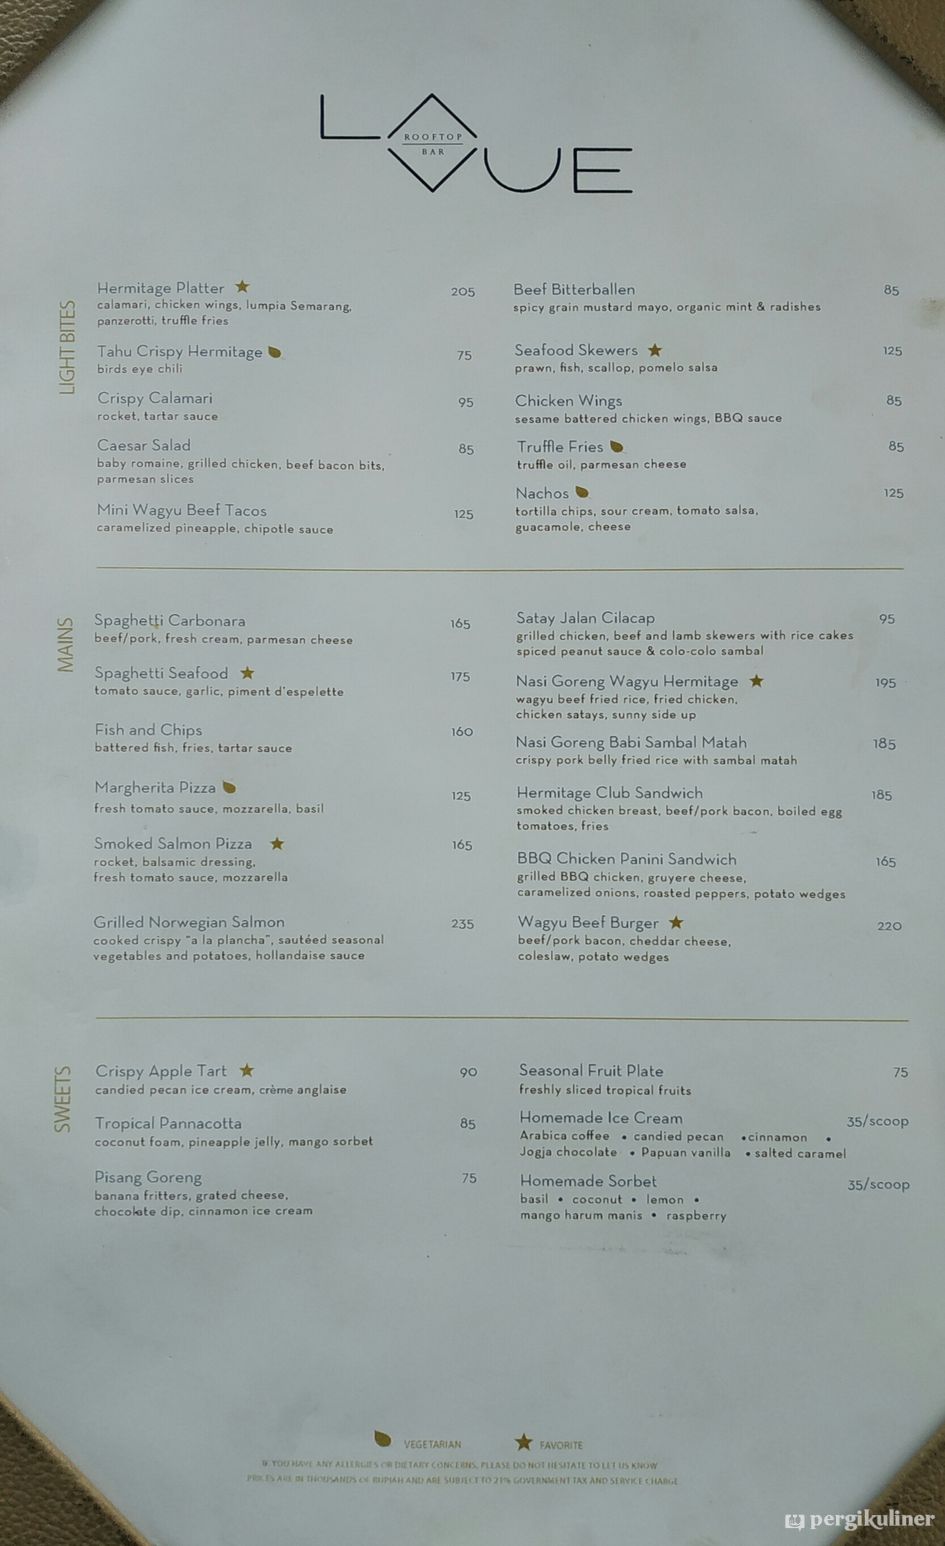 LAVUE
ROOFTOP
BAR
LIGHT BITES
Hermitage Platter 205
calamari, chicken wings, lumpia Semarang,
panzerotti, truffle fries
Tahu Crispy Hermitage 75
birds eye chili
Crispy Calamari 95
rocket, tartar sauce
Caesar Salad 85
baby romaine, grilled chicken, beef bacon bits,
parmesan slices
Mini Wagyu Beef Tacos 125
caramelized pineapple, chipotle sauce
Beef Bitterballen 85
spicy grain mustard mayo, organic mint & radishes
Seafood Skewers 125
prawn, fish, scallop, pomelo salsa
Chicken Wings 85
sesame battered chicken wings, BBQ sauce
Truffle Fries 85
truffle oil, parmesan cheese
Nachos 125
tortilla chips, sour cream, tomato salsa,
guacamole, cheese
MAINS
Spaghetti Carbonara 165
beef/pork, fresh cream, parmesan cheese
Spaghetti Seafood 175
tomato sauce, garlic, piment d'espelette
Fish and Chips 160
battered fish, fries, tartar sauce
Margherita Pizza 125
fresh tomato sauce, mozzarella, basil
Smoked Salmon Pizza 165
rocket, balsamic dressing,
fresh tomato sauce, mozzarella
Grilled Norwegian Salmon 235
cooked crispy "a la plancha", sautéed seasonal
vegetables and potatoes, hollandaise sauce
Satay Jalan Cilacap 95
grilled chicken, beef and lamb skewers with rice cakes
spiced peanut sauce & colo-colo sambal
Nasi Goreng Wagyu Hermitage 195
wagyu beef fried rice, fried chicken,
chicken satays, sunny side up
Nasi Goreng Babi Sambal Matah 185
crispy pork belly fried rice with sambal matah
Hermitage Club Sandwich 185
smoked chicken breast, beef/pork bacon, boiled egg
tomatoes, fries
BBQ Chicken Panini Sandwich 165
grilled BBQ chicken, gruyere cheese,
caramelized onions, roasted peppers, potato wedges
Wagyu Beef Burger 220
beef/pork bacon, cheddar cheese,
coleslaw, potato wedges
SWEETS
Crispy Apple Tart 90
candied pecan ice cream, crème anglaise
Tropical Pannacotta 85
coconut foam, pineapple jelly, mango sorbet
Pisang Goreng 75
banana fritters, grated cheese,
chocolate dip, cinnamon ice cream
Seasonal Fruit Plate 75
freshly sliced tropical fruits
Homemade Ice Cream 35/scoop
Arabica coffee • candied pecan • cinnamon •
Jogja chocolate • Papuan vanilla • salted caramel
Homemade Sorbet 35/scoop
basil • coconut • lemon •
mango harum manis • raspberry
VEGETARIAN FAVORITE
IF YOU HAVE ANY ALLERGIES OR DIETARY CONCERNS, PLEASE DO NOT HESITATE TO LET US KNOW
PRICES ARE IN THOUSANDS OF RUPIAH AND ARE SUBJECT TO 21% GOVERNMENT TAX AND SERVICE CHARGE
pergikuliner